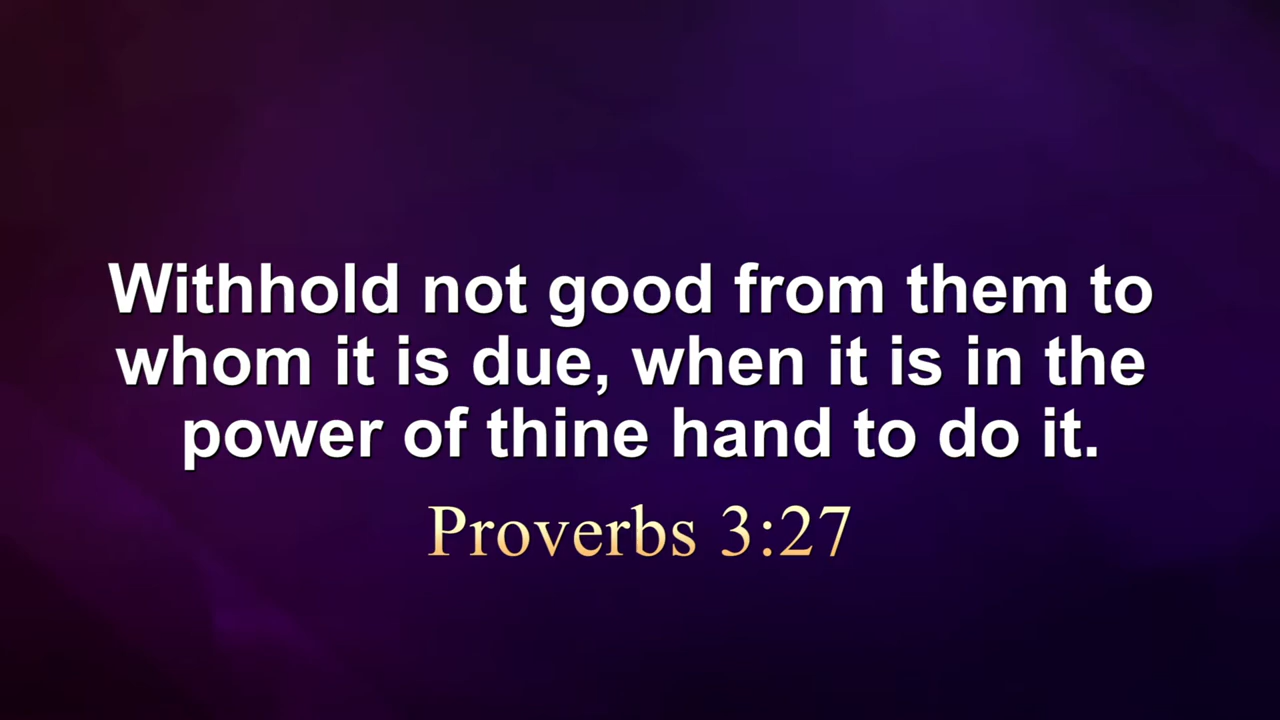 Withhold not good from them to
whom it is due, when it is in the
power of thine hand to do it.
Proverbs 3:27